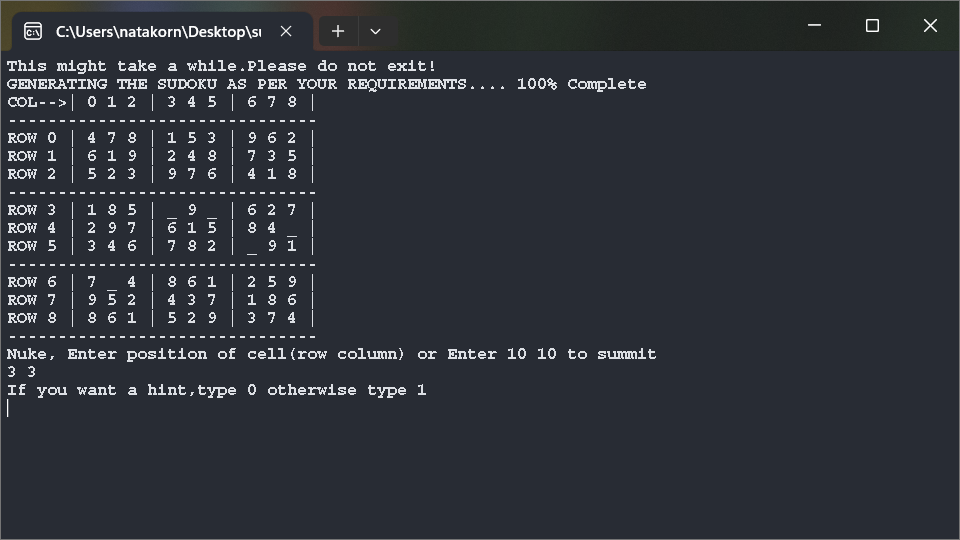 C:\Users\natakorn\Desktop\su
This might take a while.Please do not exit!
GENERATING THE SUDOKU AS PER YOUR REQUIREMENTS.... 100% Complete
COL-->| 0 1 2 | 3 4 5 | 6 7 8 |
-------------------------------
ROW 0 | 4 7 8 | 1 5 3 | 9 6 2 |
ROW 1 | 6 1 9 | 2 4 8 | 7 3 5 |
ROW 2 | 5 2 3 | 9 7 6 | 4 1 8 |
-------------------------------
ROW 3 | 1 8 5 | _ 9 _ | 6 2 7 |
ROW 4 | 2 9 7 | 6 1 5 | 8 4 _ |
ROW 5 | 3 4 6 | 7 8 2 | _ 9 1 |
-------------------------------
ROW 6 | 7 _ 4 | 8 6 1 | 2 5 9 |
ROW 7 | 9 5 2 | 4 3 7 | 1 8 6 |
ROW 8 | 8 6 1 | 5 2 9 | 3 7 4 |
-------------------------------
Nuke, Enter position of cell(row column) or Enter 10 10 to summit
3 3
If you want a hint,type 0 otherwise type 1